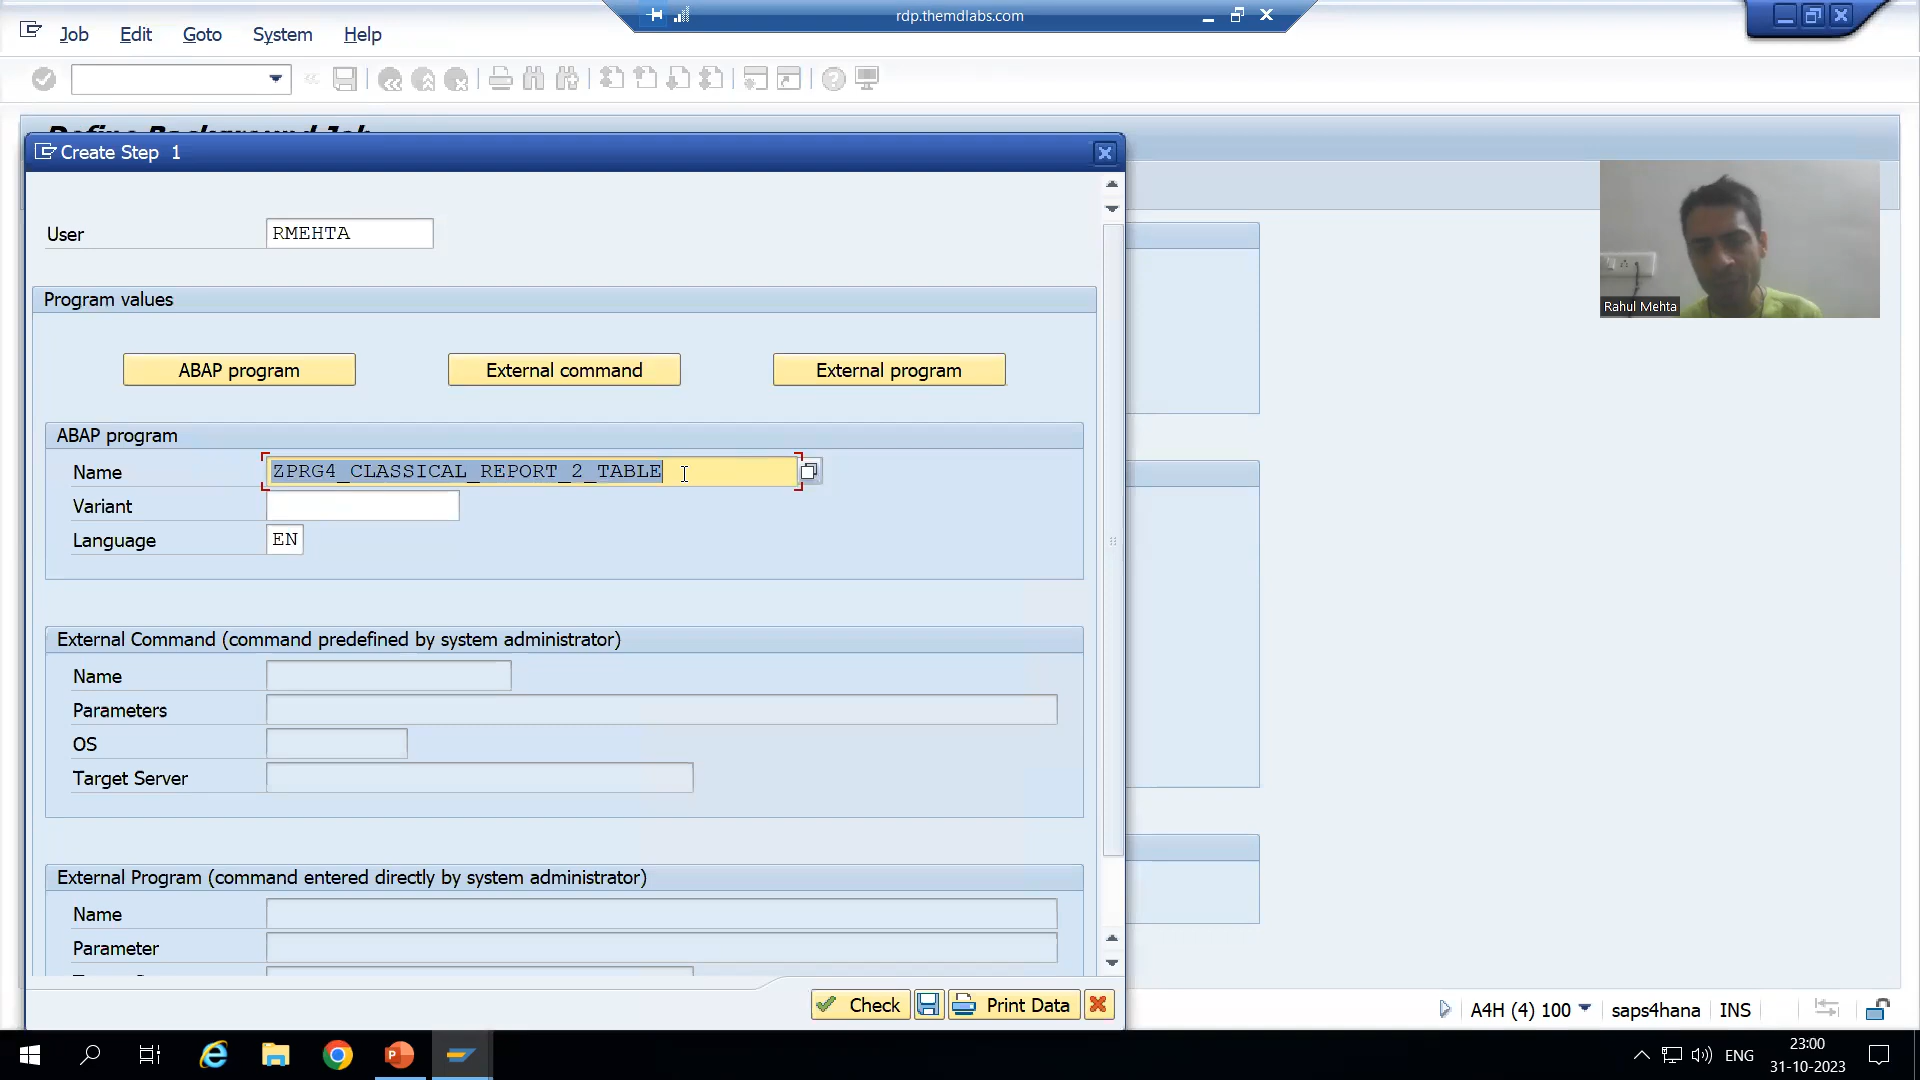 rdp.themdlabs.com
Job Edit Goto System Help
Define Background Job
Create Step 1
User RMEHTA
Program values
ABAP program External command External program
ABAP program
Name ZPRG4_CLASSICAL_REPORT_2_TABLE
Variant
Language EN
External Command (command predefined by system administrator)
Name
Parameters
OS
Target Server
External Program (command entered directly by system administrator)
Name
Parameter
Check Print Data
Rahul Mehta
A4H (4) 100 saps4hana INS
ENG 23:00
31-10-2023